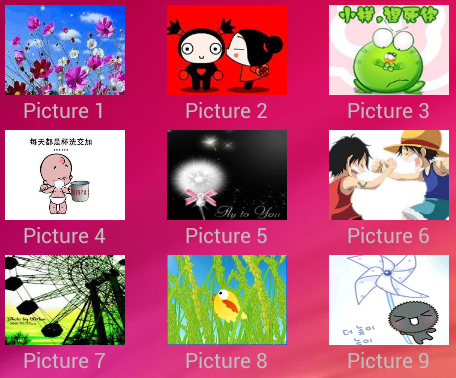 小样，捏死你
Picture 1
Picture 2
Picture 3
每天都是杯洗交加
......
Fly to You
Picture 4
Picture 5
Picture 6
더 높이
높이
Picture 7
Picture 8
Picture 9